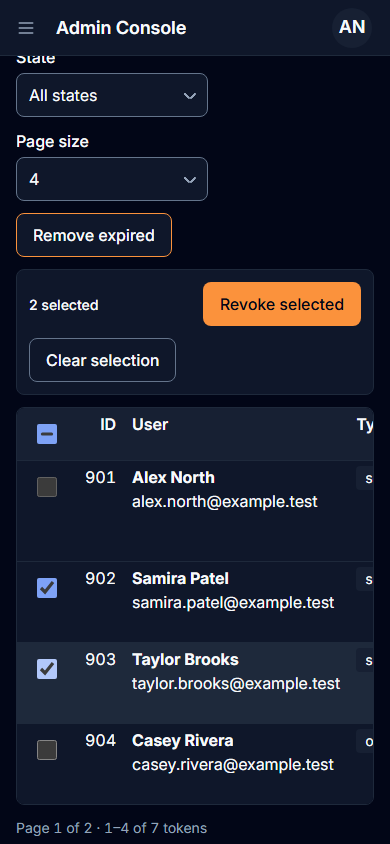 Admin Console
AN
State
All states
Page size
4
Remove expired
2 selected
Revoke selected
Clear selection
ID User Ty
901 Alex North s
alex.north@example.test
902 Samira Patel s
samira.patel@example.test
903 Taylor Brooks s
taylor.brooks@example.test
904 Casey Rivera o
casey.rivera@example.test
Page 1 of 2 · 1–4 of 7 tokens